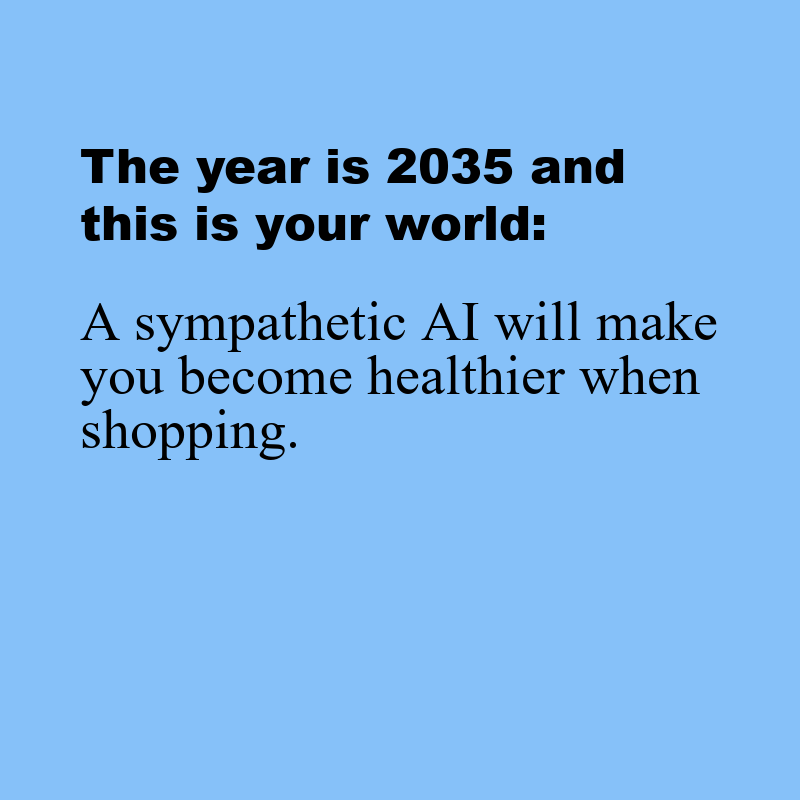 The year is 2035 and
this is your world:
A sympathetic AI will make
you become healthier when
shopping.